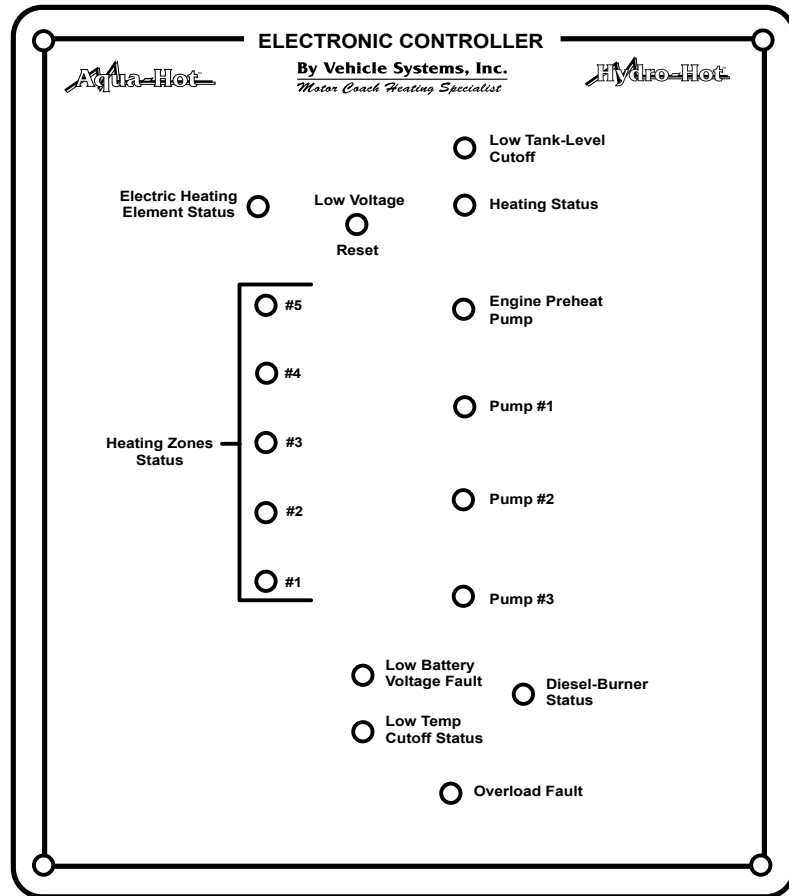 ELECTRONIC CONTROLLER
Aqua-Hot™
By Vehicle Systems, Inc.
Motor Coach Heating Specialist
Hydro-Hot™
Low Tank-Level
Cutoff
Electric Heating
Element Status
Low Voltage
Reset
Heating Status
Heating Zones
Status
#5
#4
#3
#2
#1
Engine Preheat
Pump
Pump #1
Pump #2
Pump #3
Low Battery
Voltage Fault
Diesel-Burner
Status
Low Temp
Cutoff Status
Overload Fault